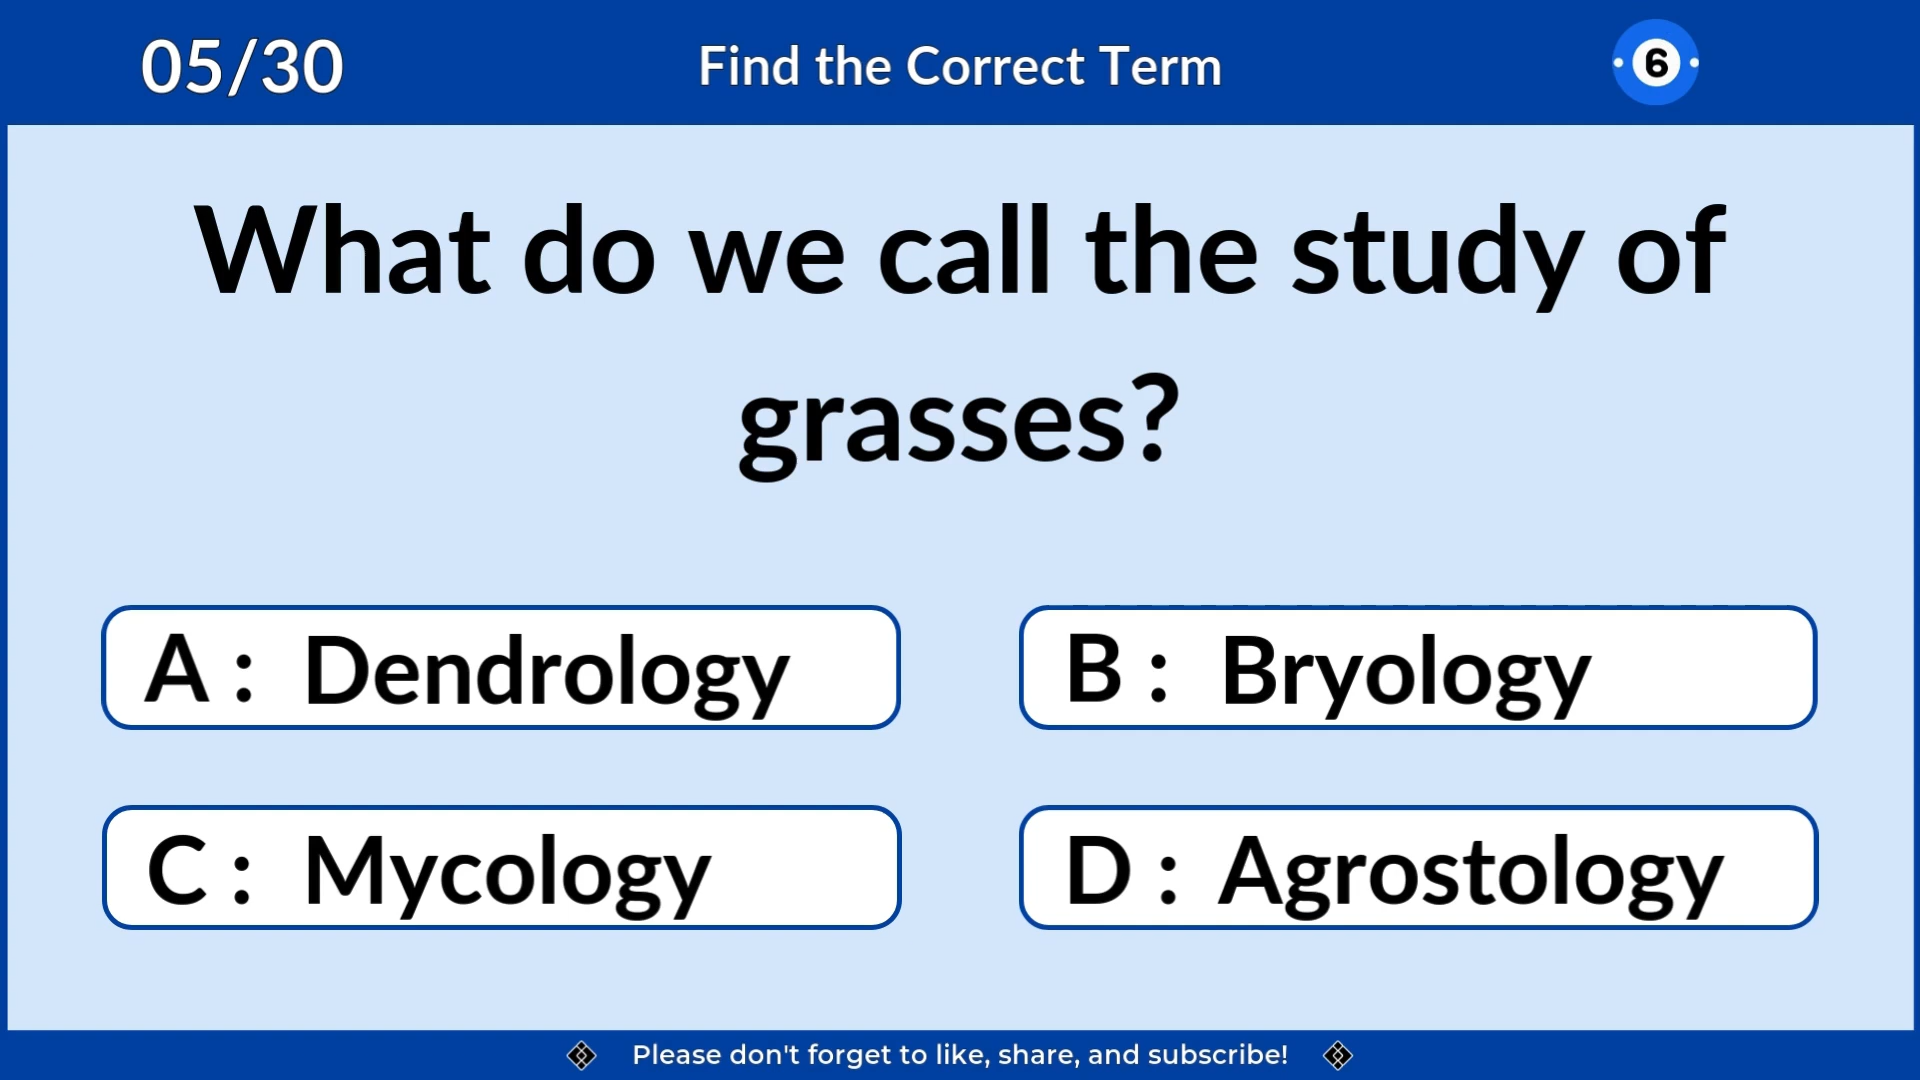 05/30
Find the Correct Term
6
What do we call the study of
grasses?
A : Dendrology
B : Bryology
C : Mycology
D : Agrostology
Please don't forget to like, share, and subscribe!